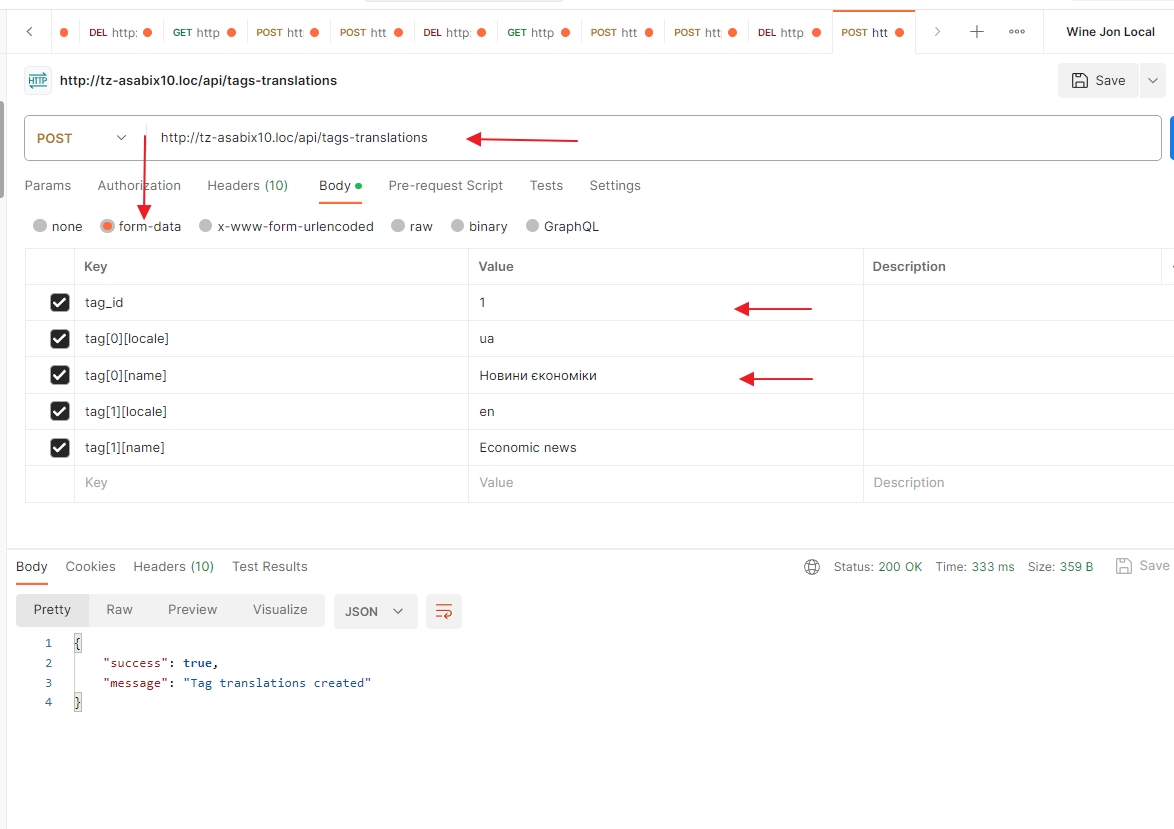 DEL http: GET http POST htt POST htt DEL http: GET http POST htt POST htt DEL http POST htt Wine Jon Local
HTTP http://tz-asabix10.loc/api/tags-translations Save
POST http://tz-asabix10.loc/api/tags-translations
Params Authorization Headers (10) Body Pre-request Script Tests Settings
none form-data x-www-form-urlencoded raw binary GraphQL
Key Value Description
tag_id 1
tag[0][locale] ua
tag[0][name] Новини єкономіки
tag[1][locale] en
tag[1][name] Economic news
Key Value Description
Body Cookies Headers (10) Test Results Status: 200 OK Time: 333 ms Size: 359 B Save
Pretty Raw Preview Visualize JSON
1 {
2 "success": true,
3 "message": "Tag translations created"
4 }